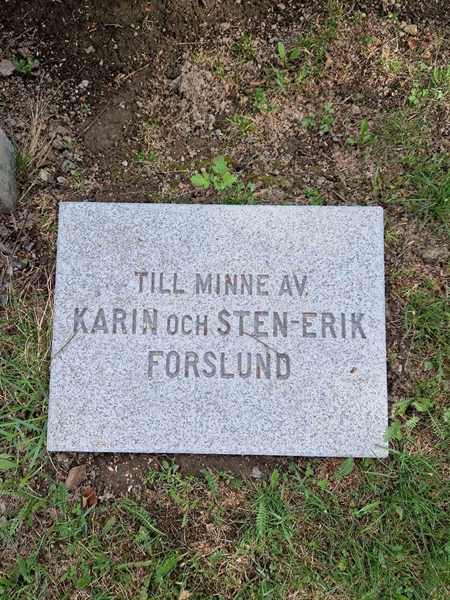 TILL MINNE AV
KARIN OCH STEN-ERIK
FORSLUND